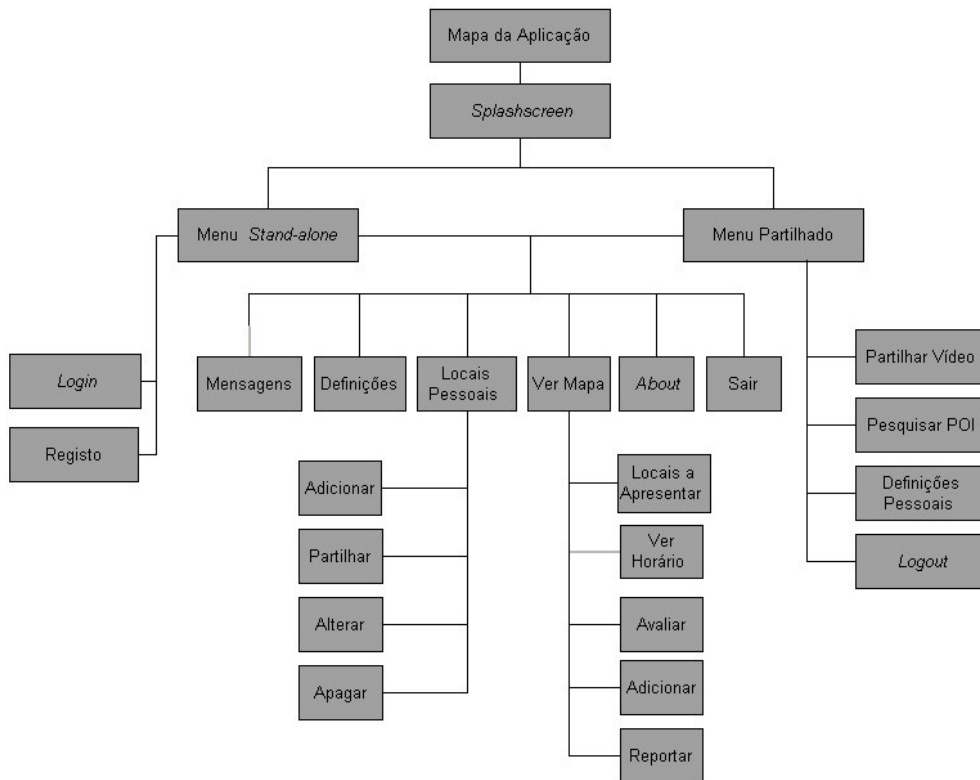 Mapa da Aplicação
Splashscreen
Menu Stand-alone
Menu Partilhado
Login
Registo
Mensagens
Definições
Locais
Pessoais
Ver Mapa
About
Sair
Adicionar
Partilhar
Alterar
Apagar
Locais a
Apresentar
Ver
Horário
Avaliar
Adicionar
Reportar
Partilhar Vídeo
Pesquisar POI
Definições
Pessoais
Logout